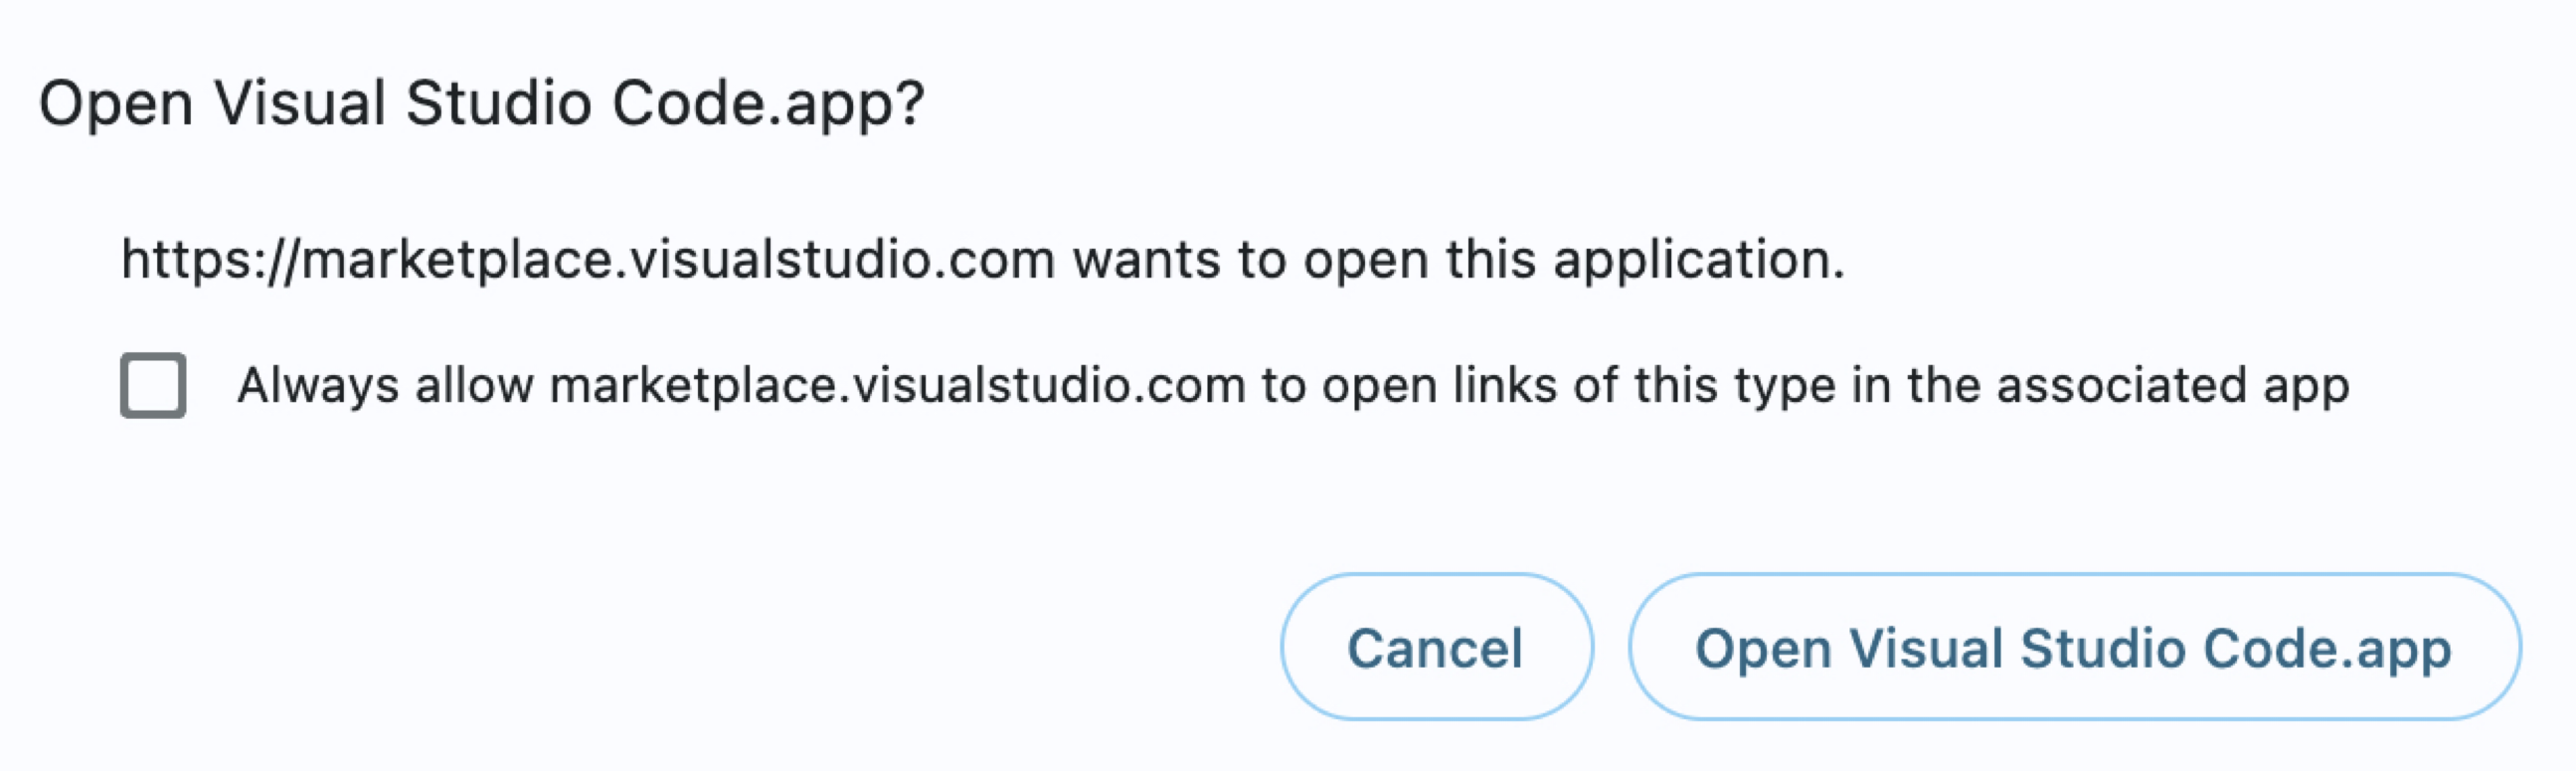 Open Visual Studio Code.app?
https://marketplace.visualstudio.com wants to open this application.
Always allow marketplace.visualstudio.com to open links of this type in the associated app
Cancel
Open Visual Studio Code.app